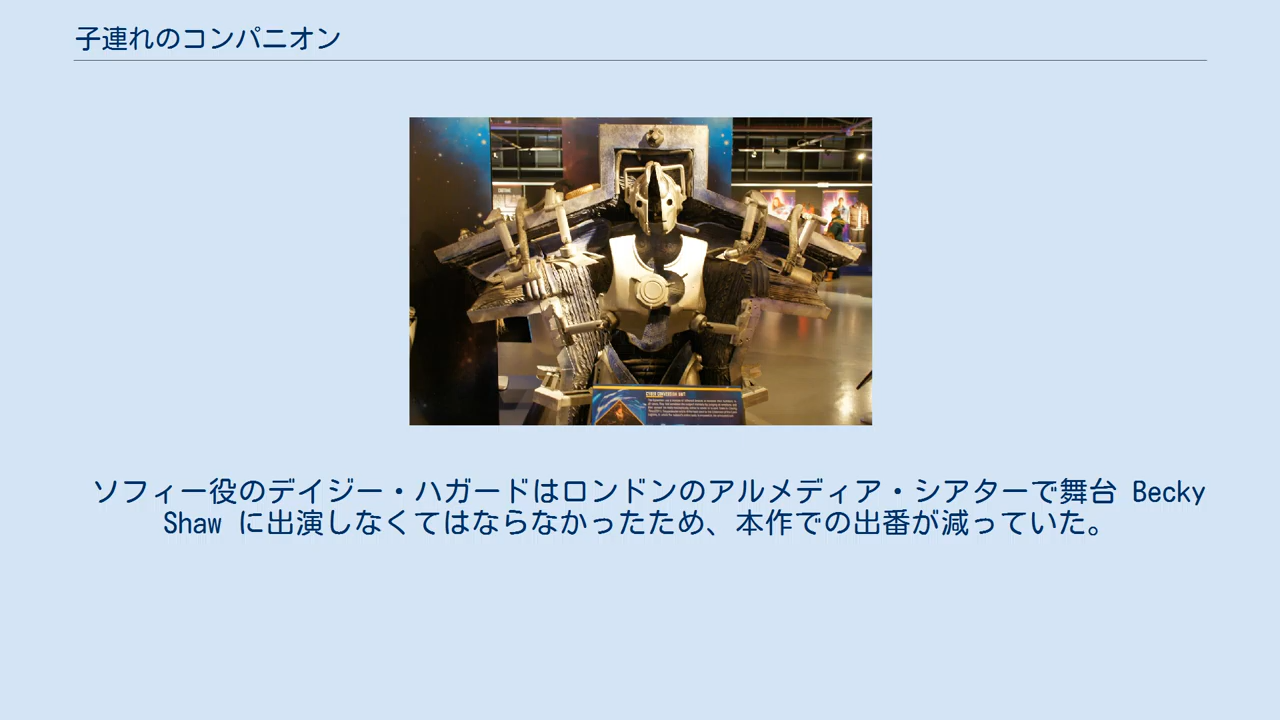 子連れのコンパニオン
CYBER CONVERSION UNIT
ソフィー役のデイジー・ハガードはロンドンのアルメディア・シアターで舞台 Becky
Shaw に出演しなくてはならなかったため、本作での出番が減っていた。